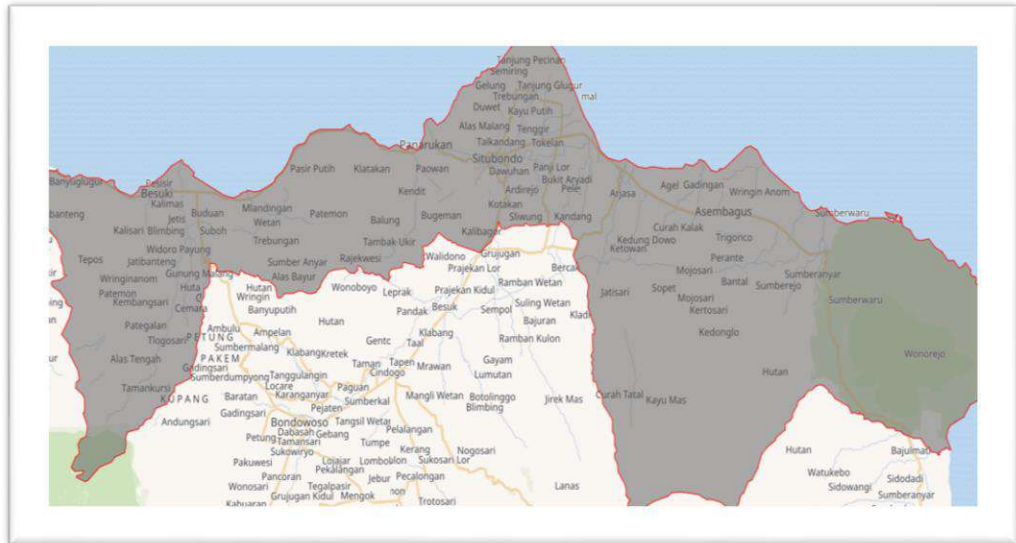 Tanjung Pecinan
Semiring
Gelung Tanjung Glugur
Trebungan mal
Duwet Kayu Putih
Alas Malang Tenggir
Panarukan Talkandang Tokelan
Situbondo
Pasir Putih Klatakan Paowan Dawuhan Panji Lor
Banyuglugur Pesisir Bukit Aryadi
Besuki Kendit Ardirejo Pele Arjasa Agel Gadingan Wringin Anom
Kalimas Kotakan
banteng Jetis Buduan Mlandingan Patemon Bugeman Sliwung Kandang Asembagus Sumberwaru
Kalisari Blimbing Suboh Wetan Balung Kalibagor Curah Kalak
Widoro Payung Trebungan Tambak Ukir Kedung Dowo Trigonco
Tepos Jatibanteng Sumber Anyar Rajekwesi Walidono Grujugan Ketowan Perante
Wringinanom Gunung Malang Alas Bayur Prajekan Lor Bercak Mojosari Sumberanyar
Patemon Huta Hutan Wonoboyo Leprak Prajekan Kidul Ramban Wetan Jatisari Sopet Bantal Sumberejo
Kembangsari Wringin Suling Wetan Mojosari Sumberwaru
Cemara Banyuputih Pandak Besuk Sempol Kertosari
Pategalan Ambulu Hutan Klabang Bajuran Kladi Kedonglo
Tlogosari PETUNG Ampelan Taal Ramban Kulon
Sumbermalang Klabang Kretek Wonorejo
Alas Tengah PAKEM Taman Tapen Mrawan Gayam
Gadingsari Cindogo Hutan
Sumberdumpyong Tanggulangin Lumutan
Tamankursi Locare Paguan
KUPANG Baratan Karanganyar Sumberkal Mangli Wetan Botolinggo Jirek Mas Curah Tatal Kayu Mas
Gadingsari Pejaten Blimbing
Andungsari Bondowoso Tangsil Wetan Pelalangan
Petung Dabasah Gebang Tumpe
Tamansari Kerang Nogosari Hutan Bajulmati
Sukowiryo
Pakuwesi Lojajar Sukosari Lor
Pancoran Pekalangan Jebur Pecalongan Watukebo Sidodadi
Wonosari Tegalpasir Lanas Sidowangi
Grujugan Kidul Mengok Sumberanyar
Kabuaran Trotosari